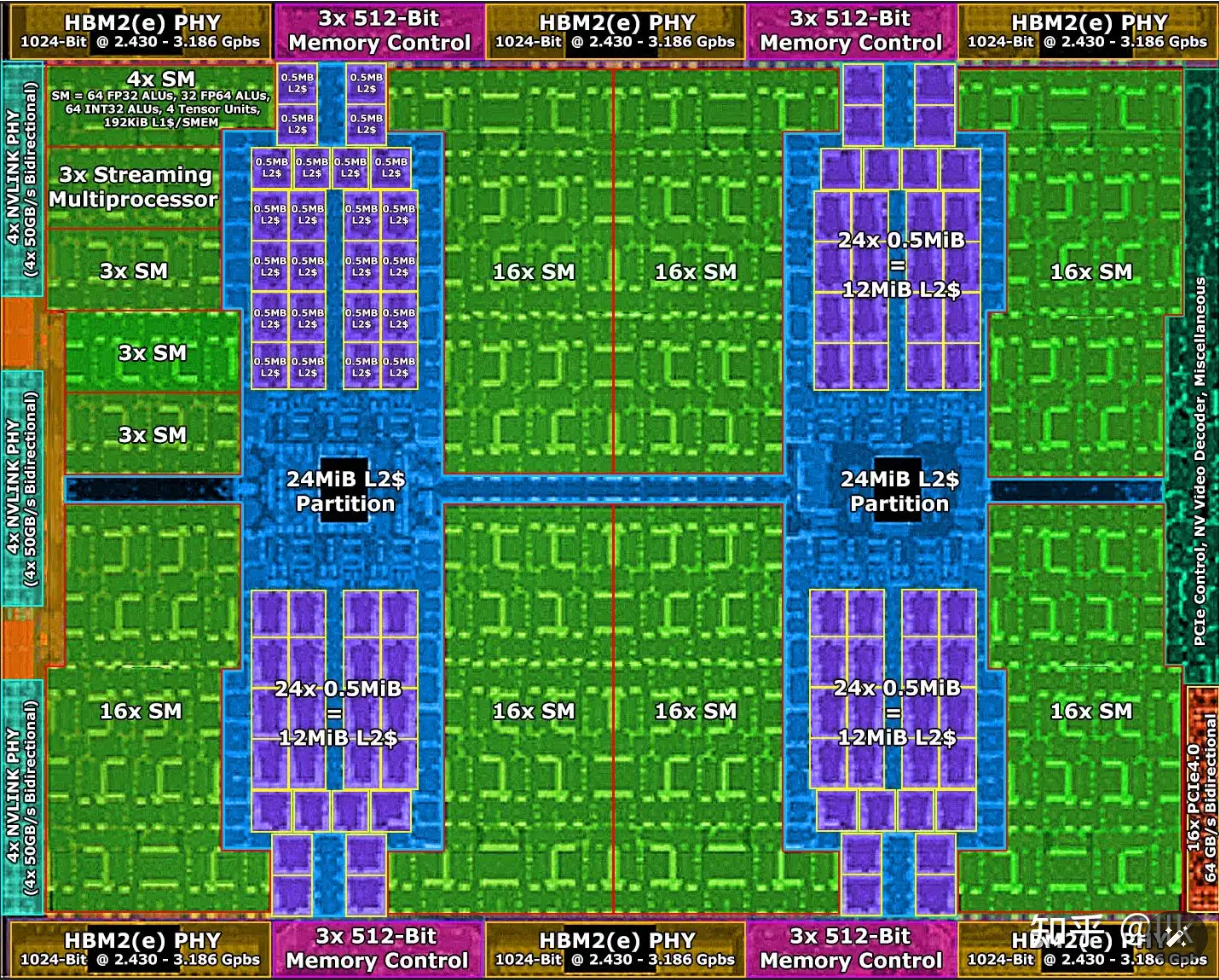 HBM2(e) PHY
1024-Bit @ 2.430 - 3.186 Gpbs
3x 512-Bit
Memory Control
HBM2(e) PHY
1024-Bit @ 2.430 - 3.186 Gpbs
3x 512-Bit
Memory Control
HBM2(e) PHY
1024-Bit @ 2.430 - 3.186 Gpbs
4x NVLINK PHY
(4x 50GB/s Bidirectional)
4x SM
SM = 64 FP32 ALUs, 32 FP64 ALUs,
64 INT32 ALUs, 4 Tensor Units,
192KiB L1$/SMEM
3x Streaming
Multiprocessor
3x SM
3x SM
3x SM
0.5MB
L2$
0.5MB
L2$
0.5MB
L2$
0.5MB
L2$
0.5MB
L2$
0.5MB
L2$
0.5MB
L2$
0.5MB
L2$
0.5MB
L2$
0.5MB
L2$
0.5MB
L2$
0.5MB
L2$
0.5MB
L2$
0.5MB
L2$
0.5MB
L2$
0.5MB
L2$
0.5MB
L2$
0.5MB
L2$
0.5MB
L2$
0.5MB
L2$
0.5MB
L2$
0.5MB
L2$
0.5MB
L2$
0.5MB
L2$
16x SM
16x SM
24x 0.5MiB
=
12MiB L2$
16x SM
PCIe Control, NV Video Decoder, Miscellaneous
4x NVLINK PHY
(4x 50GB/s Bidirectional)
24MiB L2$
Partition
24MiB L2$
Partition
4x NVLINK PHY
(4x 50GB/s Bidirectional)
16x SM
24x 0.5MiB
=
12MiB L2$
16x SM
16x SM
24x 0.5MiB
=
12MiB L2$
16x SM
16x PCIe4.0
64 GB/s Bidirectional
HBM2(e) PHY
1024-Bit @ 2.430 - 3.186 Gpbs
3x 512-Bit
Memory Control
HBM2(e) PHY
1024-Bit @ 2.430 - 3.186 Gpbs
3x 512-Bit
Memory Control
HBM2(e) PHY
1024-Bit @ 2.430 - 3.186 Gpbs
知乎 @